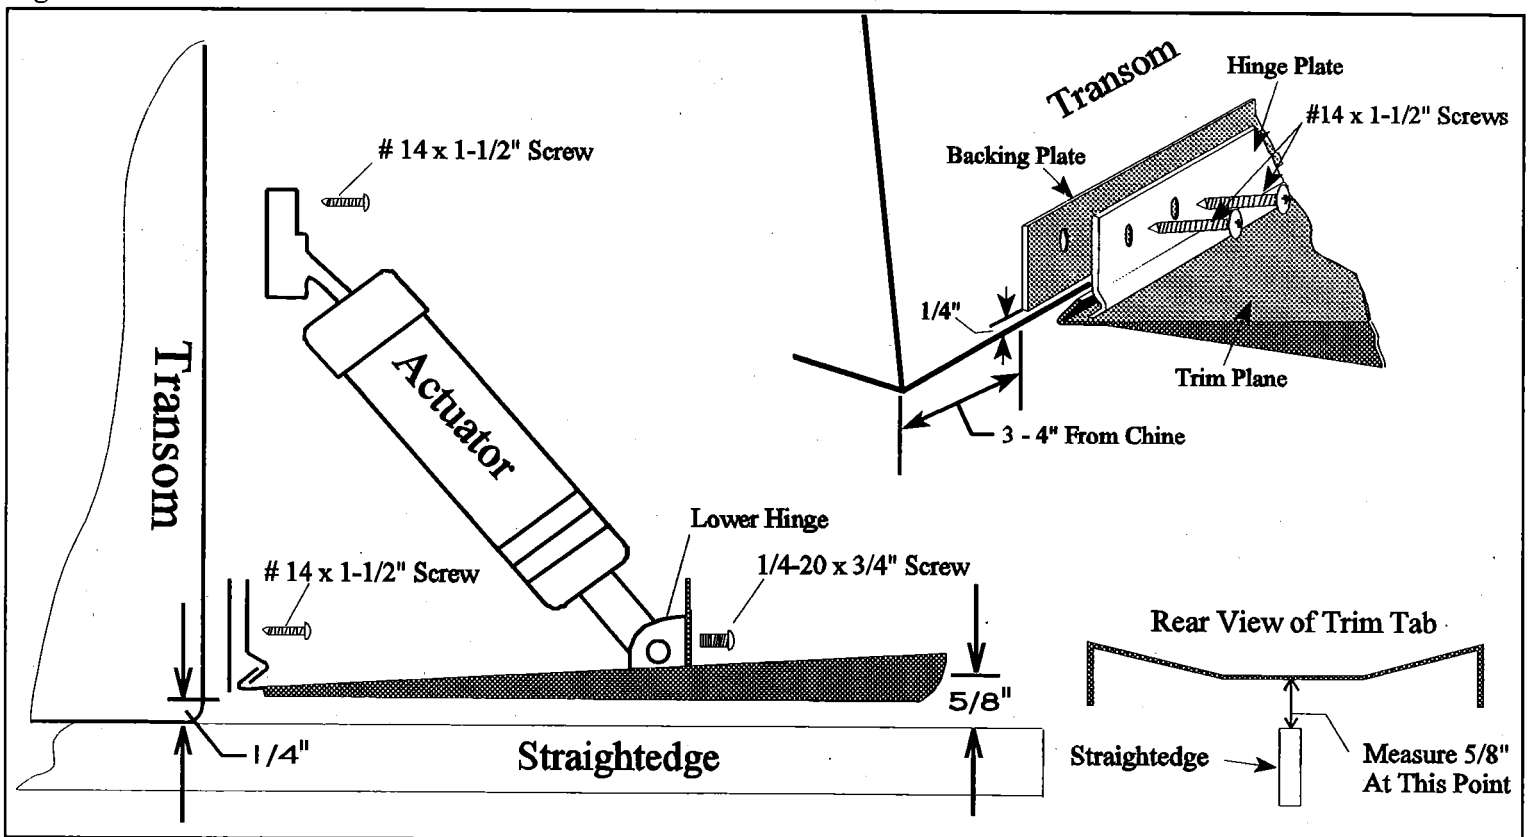 # 14 x 1-1/2" Screw
Transom
Actuator
Lower Hinge
# 14 x 1-1/2" Screw
1/4-20 x 3/4" Screw
5/8"
1/4"
Straightedge
Transom
Hinge Plate
#14 x 1-1/2" Screws
Backing Plate
1/4"
Trim Plane
3 - 4" From Chine
Rear View of Trim Tab
Straightedge
Measure 5/8"
At This Point